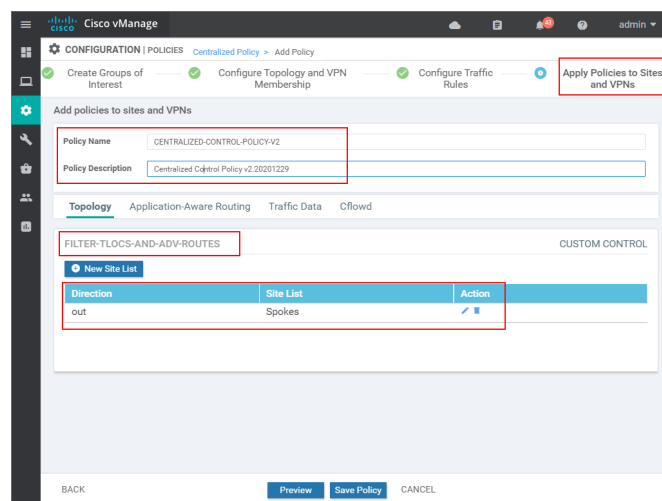 cisco Cisco vManage 43 admin
CONFIGURATION | POLICIES Centralized Policy > Add Policy
Create Groups of Interest
Configure Topology and VPN Membership
Configure Traffic Rules
Apply Policies to Sites and VPNs
Add policies to sites and VPNs
Policy Name CENTRALIZED-CONTROL-POLICY-V2
Policy Description Centralized Control Policy v2.20201229
Topology Application-Aware Routing Traffic Data Cflowd
FILTER-TLOCS-AND-ADV-ROUTES CUSTOM CONTROL
New Site List
Direction Site List Action
out Spokes
BACK Preview Save Policy CANCEL